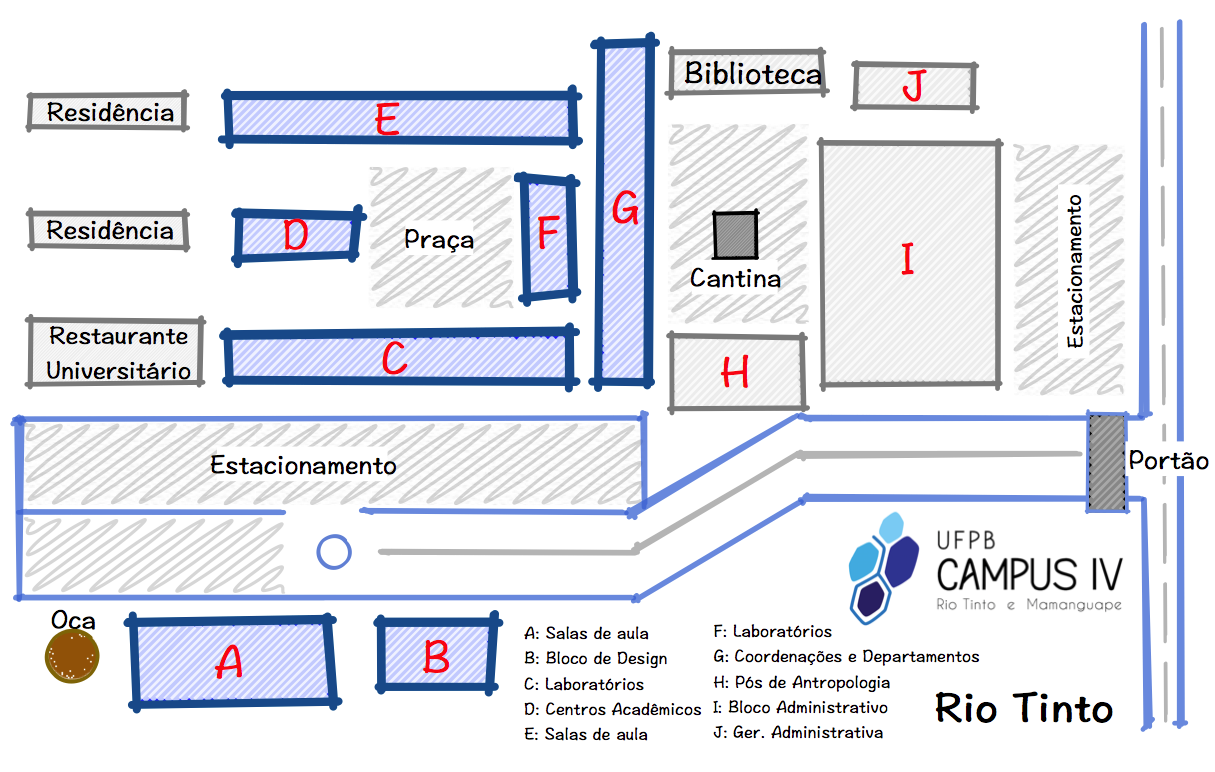 Biblioteca
J
Residência
E
Residência
D
Praça
F
G
Cantina
I
Estacionamento
Restaurante
Universitário
C
H
Estacionamento
Portão
UFPB
CAMPUS IV
Rio Tinto e Mamanguape
Oca
A
B
A: Salas de aula
B: Bloco de Design
C: Laboratórios
D: Centros Acadêmicos
E: Salas de aula
F: Laboratórios
G: Coordenações e Departamentos
H: Pós de Antropologia
I: Bloco Administrativo
J: Ger. Administrativa
Rio Tinto